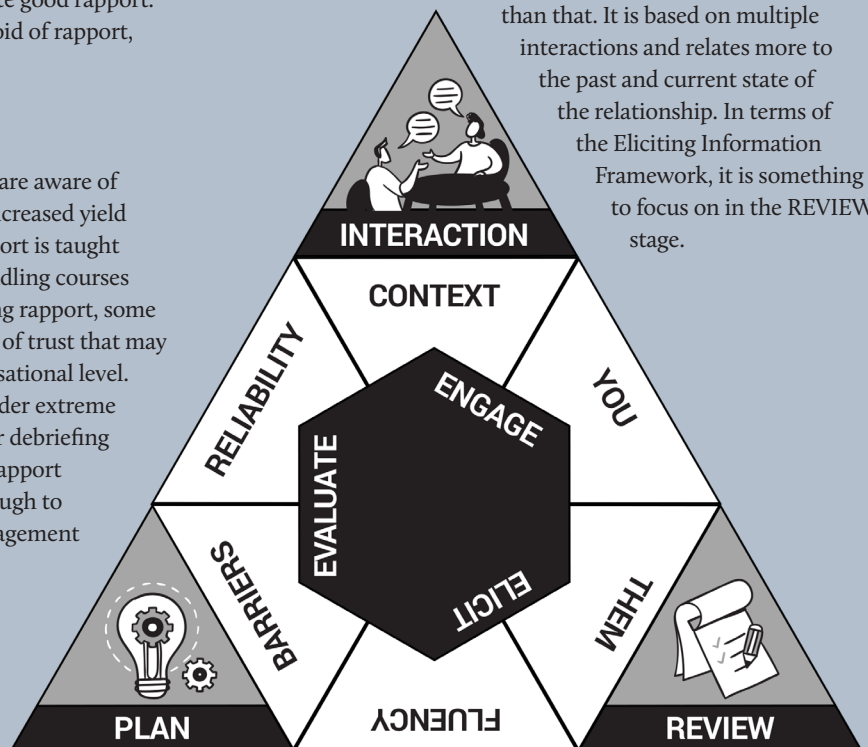 te good rapport.
oid of rapport,
are aware of
ncreased yield
ort is taught
dling courses
ng rapport, some
of trust that may
sational level.
der extreme
r debriefing
apport
ugh to
agement
than that. It is based on multiple
interactions and relates more to
the past and current state of
the relationship. In terms of
the Eliciting Information
Framework, it is something
to focus on in the REVIEW
stage.
INTERACTION
CONTEXT
RELIABILITY
YOU
ENGAGE
EVALUATE
ELICIT
BARRIERS
THEM
FLUENCY
PLAN
REVIEW